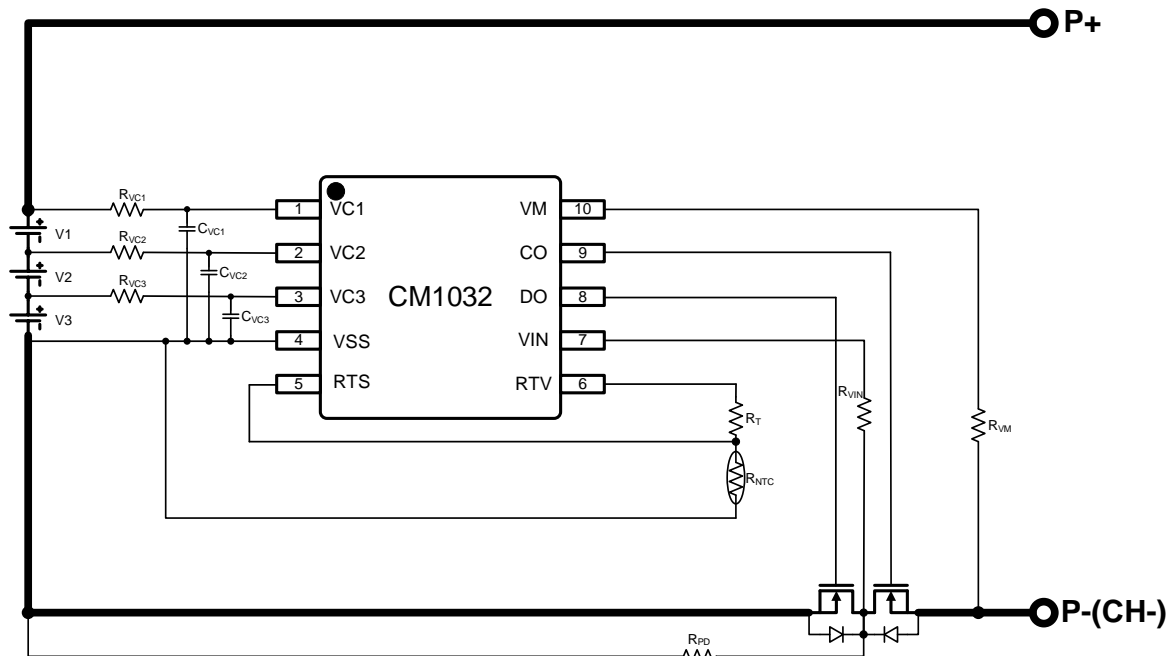 P+
RVC1
1 VC1 VM 10
V1
CVC1
RVC2
2 VC2 CO 9
V2
CVC2
RVC3
3 VC3 CM1032 DO 8
V3
CVC3
4 VSS VIN 7
5 RTS RTV 6
RVIN
RT
RVM
RNTC
P-(CH-)
RPD